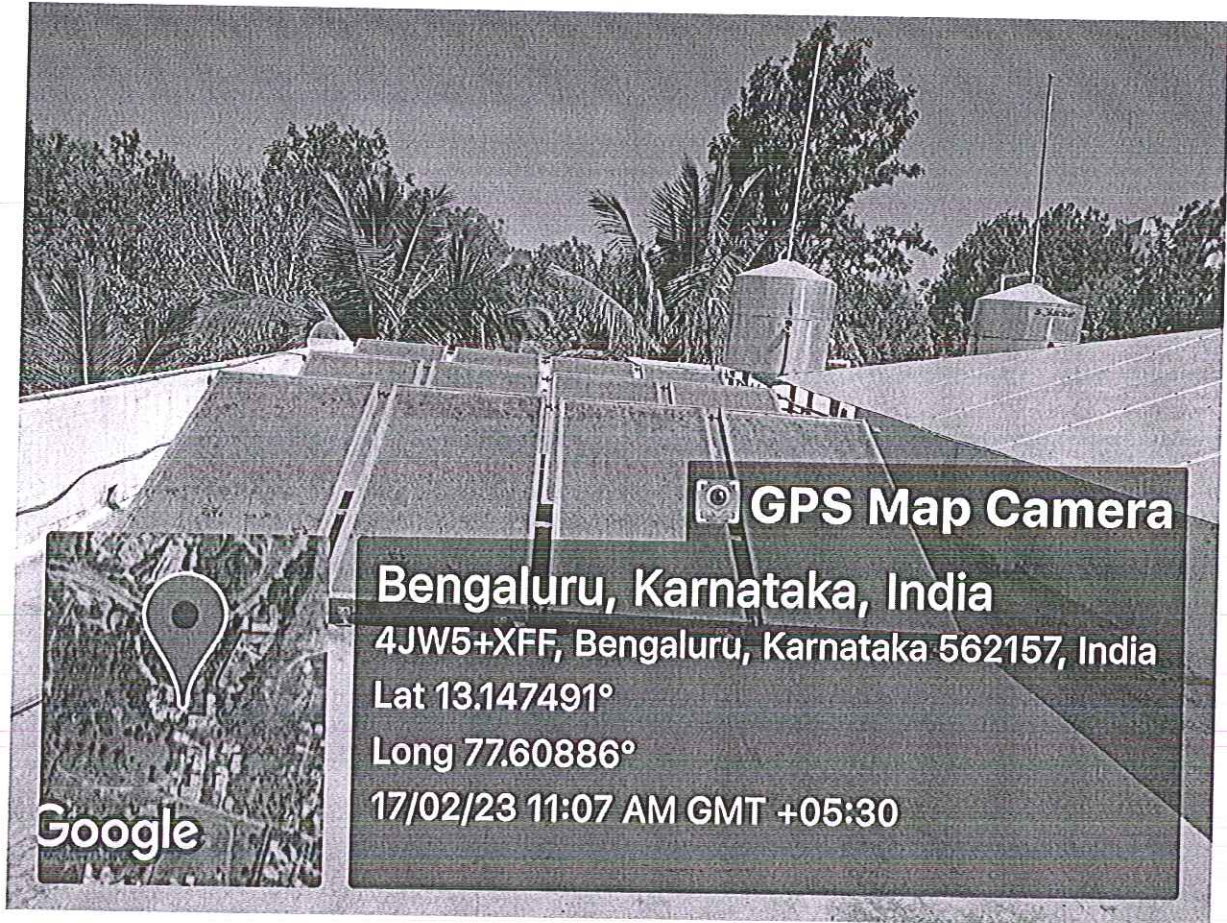 GPS Map Camera
Bengaluru, Karnataka, India
4JW5+XFF, Bengaluru, Karnataka 562157, India
Lat 13.147491°
Long 77.60886°
17/02/23 11:07 AM GMT +05:30
Google